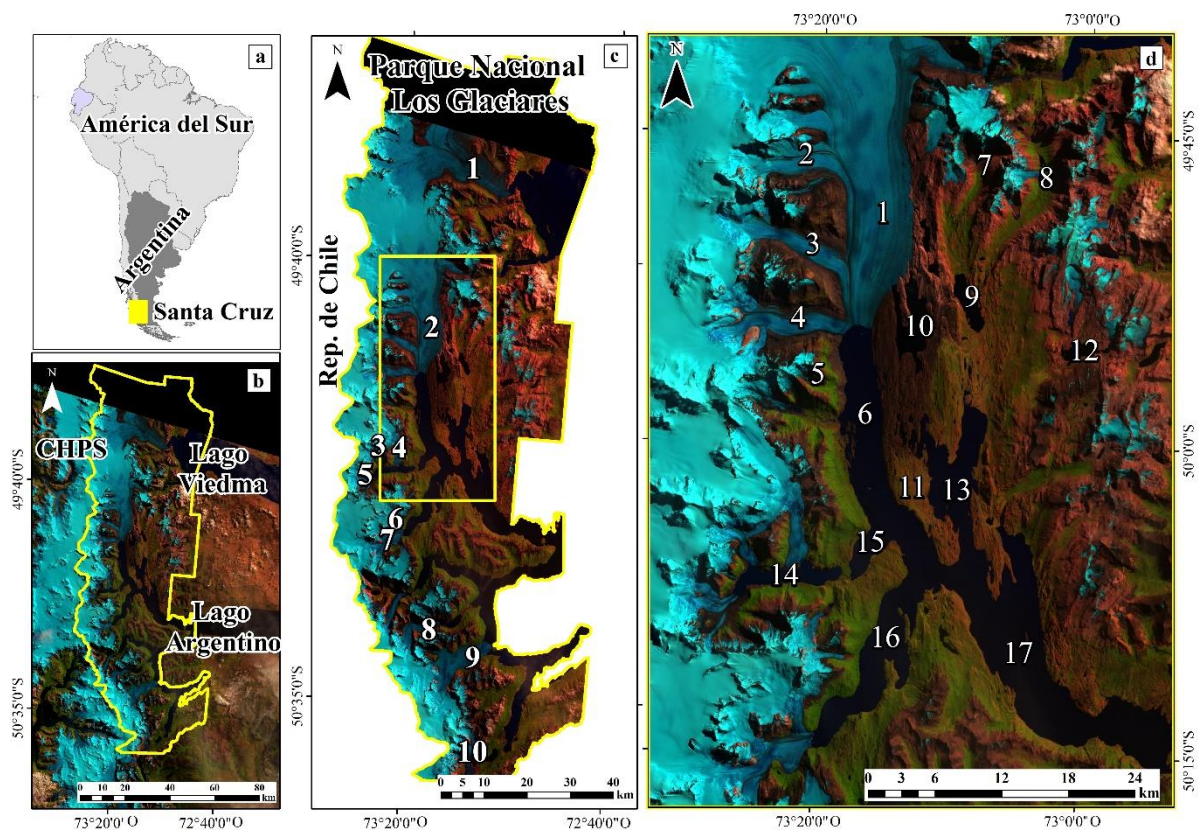 a
América del Sur
Argentina
Santa Cruz
b
N
CHPS
Lago
Viedma
Lago
Argentino
49°40'0"S
50°35'0"S
0 10 20 40 60 80
km
73°20'0"O 72°40'0"O
c
N
Parque Nacional
Los Glaciares
Rep. de Chile
1
2
3 4
5
6
7
8
9
10
49°40'0"S
50°35'0"S
0 5 10 20 30 40
km
73°20'0"O 72°40'0"O
73°20'0"O 73°0'0"O
d
N
1
2
3
4
5
6
7
8
9
10
11
12
13
14
15
16
17
49°45'0"S
50°0'0"S
50°15'0"S
0 3 6 12 18 24
km
73°20'0"O 73°0'0"O